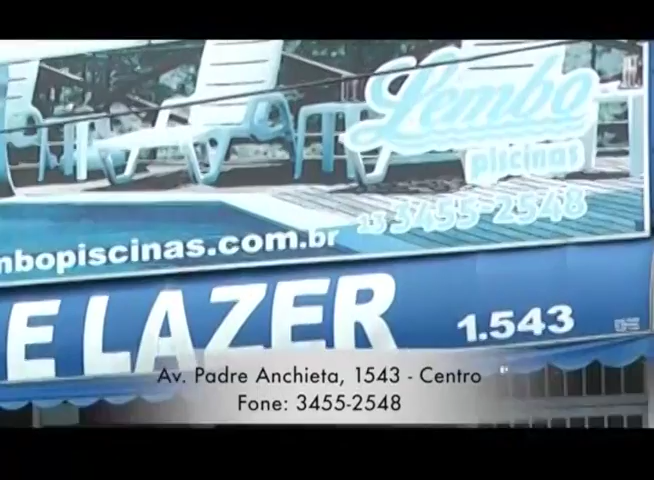 Lembo
piscinas
13 3455-2548
mbopiscinas.com.br
E LAZER
1.543
Av. Padre Anchieta, 1543 - Centro
Fone: 3455-2548